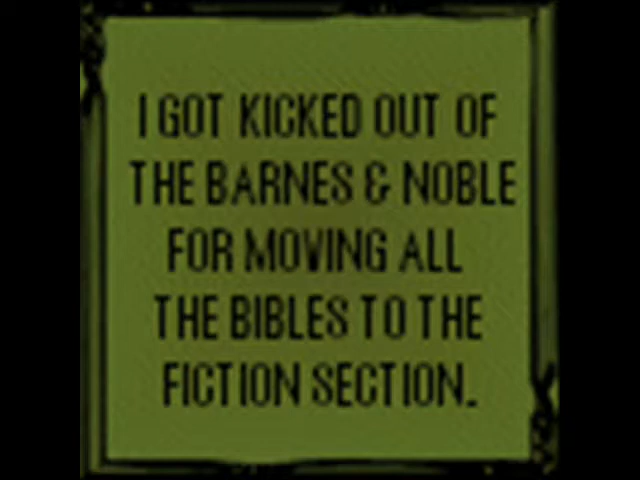 I GOT KICKED OUT OF
THE BARNES & NOBLE
FOR MOVING ALL
THE BIBLES TO THE
FICTION SECTION.